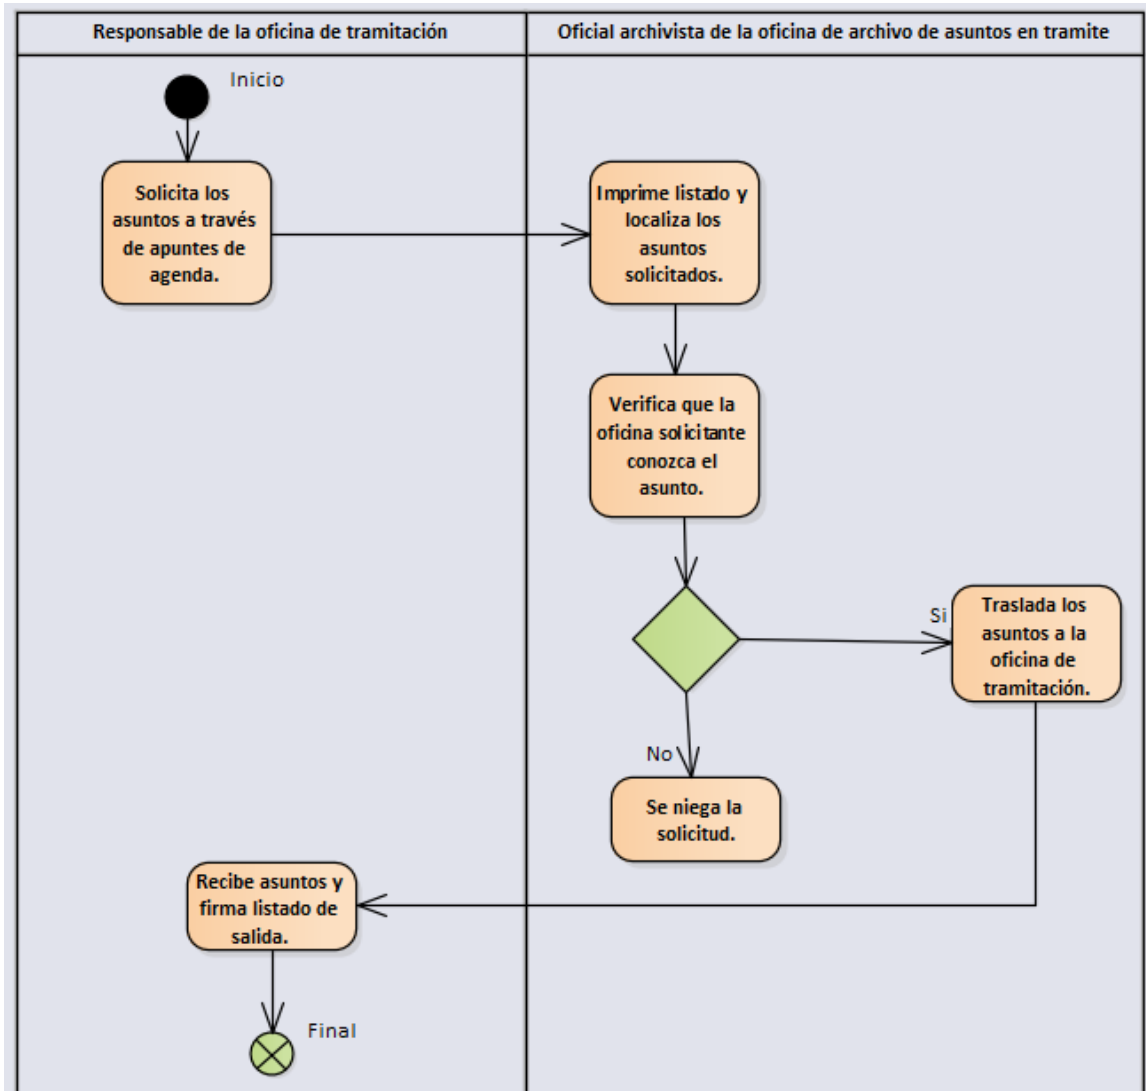 Responsable de la oficina de tramitación
Oficial archivista de la oficina de archivo de asuntos en tramite
Inicio
Solicita los
asuntos a través
de apuntes de
agenda.
Imprime listado y
localiza los
asuntos
solicitados.
Verifica que la
oficina solicitante
conozca el
asunto.
Si
Traslada los
asuntos a la
oficina de
tramitación.
No
Se niega la
solicitud.
Recibe asuntos y
firma listado de
salida.
Final